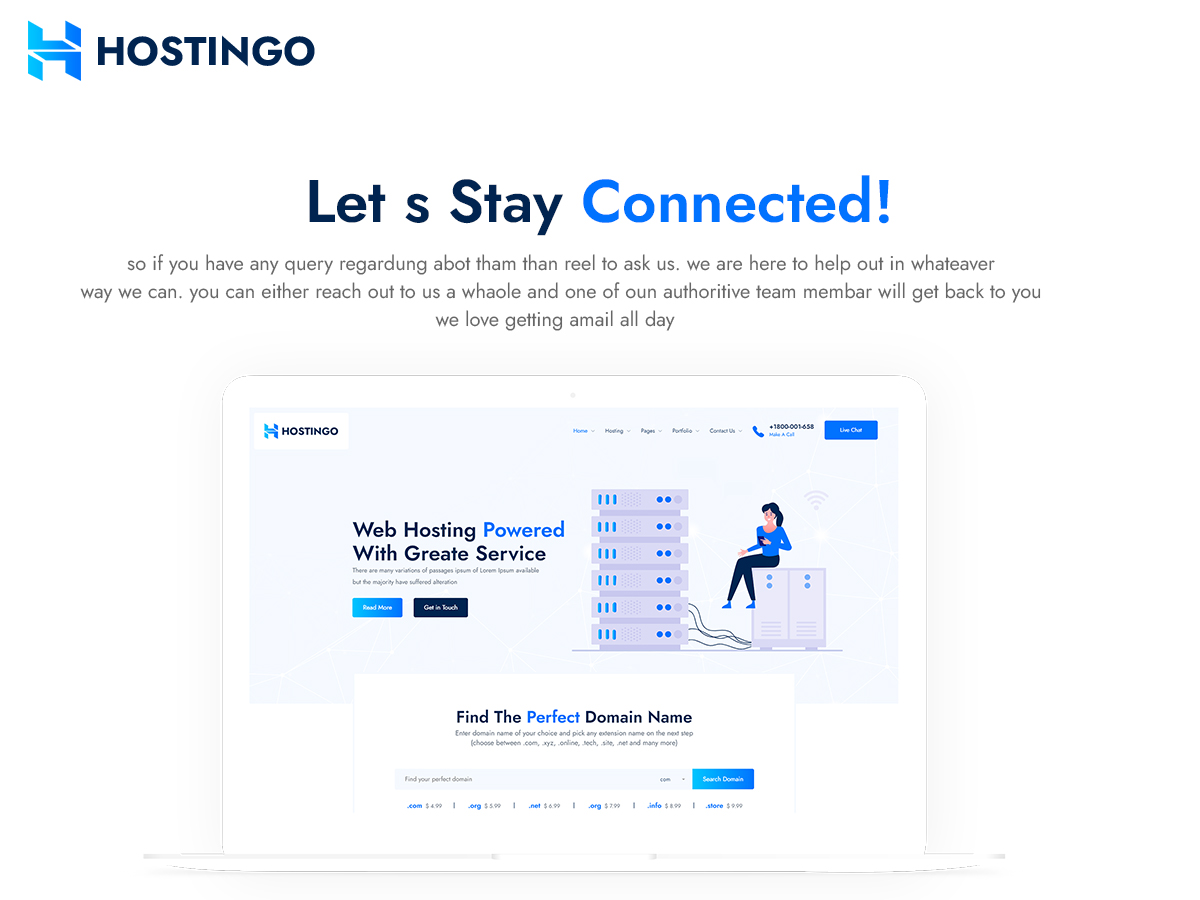 HOSTINGO
Let s Stay Connected!
so if you have any query regardung abot tham than reel to ask us. we are here to help out in whateaver
way we can. you can either reach out to us a whaole and one of oun authoritive team membar will get back to you
we love getting amail all day
HOSTINGO
Home Hosting Pages Portfolio Contact Us +1800-001-658 Make A Call Live Chat
Web Hosting Powered
With Greate Service
There are many variations of passages ipsum of Lorem Ipsum available
but the majority have suffered alteration
Read More Get in Touch
Find The Perfect Domain Name
Enter domain name of your choice and pick any extension name on the next step
(choose between .com, .xyz, .online, .tech, .site, .net and many more)
Find your perfect domain com Search Domain
.com $ 4.99 | .org $ 5.99 | .net $ 6.99 | .org $ 7.99 | .info $ 8.99 | .store $ 9.99